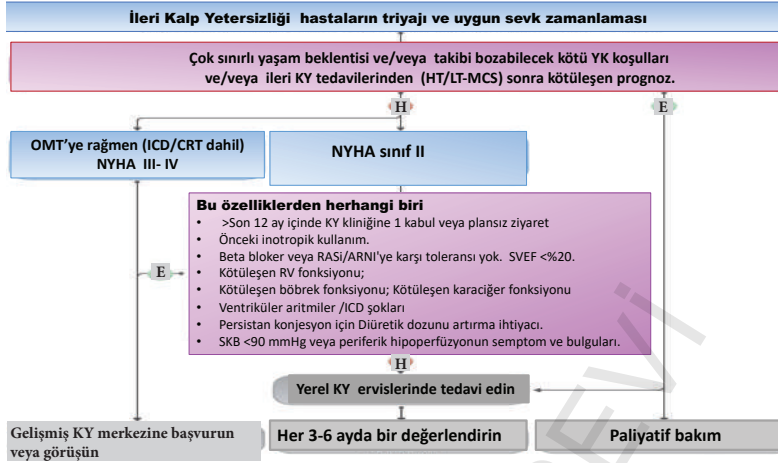 İleri Kalp Yetersizliği hastaların triyajı ve uygun sevk zamanlaması
Çok sınırlı yaşam beklentisi ve/veya takibi bozabilecek kötü YK koşulları
ve/veya ileri KY tedavilerinden (HT/LT-MCS) sonra kötüleşen prognoz.
H
E
OMT'ye rağmen (ICD/CRT dahil)
NYHA III- IV
NYHA sınıf II
Bu özelliklerden herhangi biri
• >Son 12 ay içinde KY kliniğine 1 kabul veya plansız ziyaret
• Önceki inotropik kullanım.
• Beta bloker veya RASi/ARNI'ye karşı toleransı yok. SVEF <%20.
• Kötüleşen RV fonksiyonu;
• Kötüleşen böbrek fonksiyonu; Kötüleşen karaciğer fonksiyonu
• Ventriküler aritmiler /ICD şokları
• Persistan konjesyon için Diüretik dozunu artırma ihtiyacı.
• SKB <90 mmHg veya periferik hipoperfüzyonun semptom ve bulguları.
E
H
Yerel KY ervislerinde tedavi edin
Gelişmiş KY merkezine başvurun
veya görüşün
Her 3-6 ayda bir değerlendirin
Paliyatif bakım
EVi